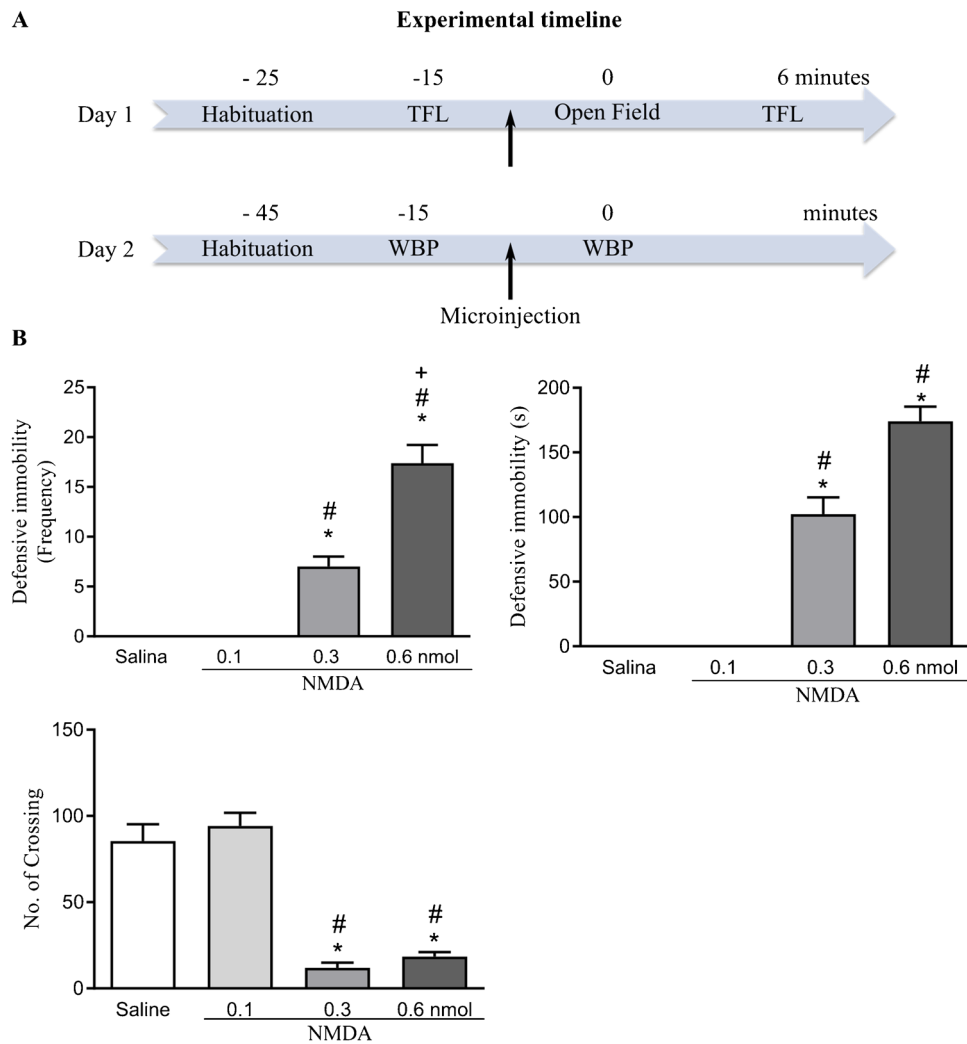 A
Experimental timeline
- 25 -15 0 6 minutes
Day 1 Habituation TFL Open Field TFL
- 45 -15 0 minutes
Day 2 Habituation WBP WBP
Microinjection
B
Defensive immobility
(Frequency)
25
20
15
10
5
0
#
*
+
#
*
Salina 0.1 0.3 0.6 nmol
NMDA
Defensive immobility (s)
200
150
100
50
0
#
*
#
*
Salina 0.1 0.3 0.6 nmol
NMDA
No. of Crossing
150
100
50
0
#
*
#
*
Saline 0.1 0.3 0.6 nmol
NMDA